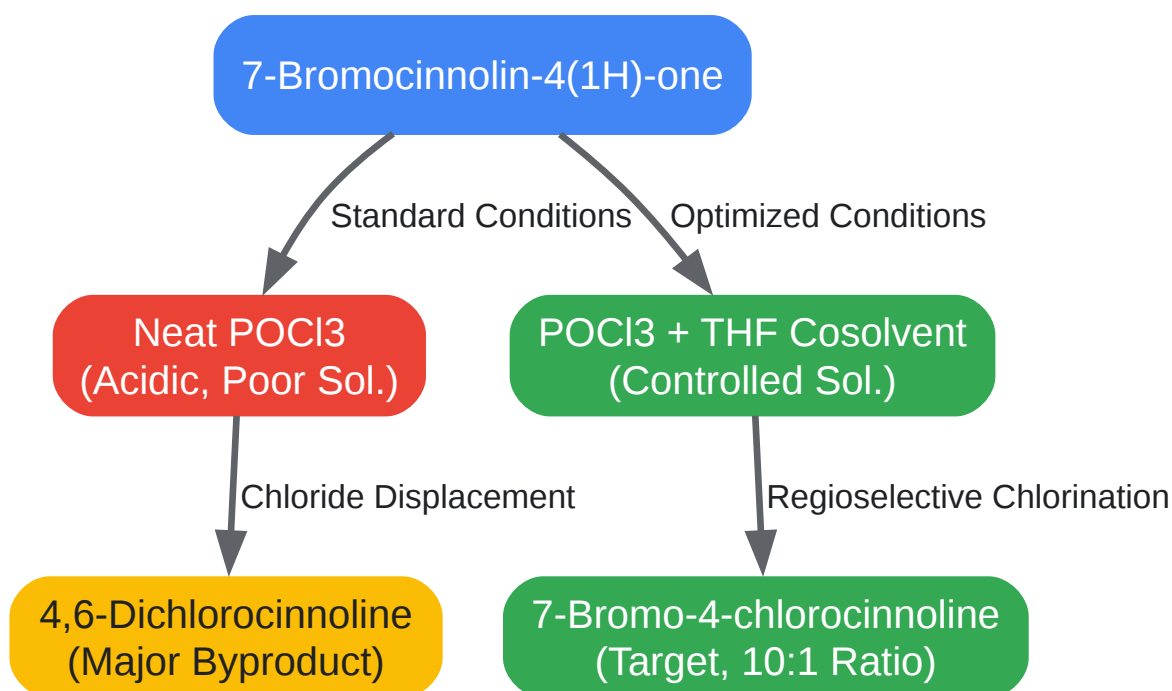 7-Bromocinnolin-4(1H)-one
Standard Conditions
Optimized Conditions
Neat POCl3
(Acidic, Poor Sol.)
POCl3 + THF Cosolvent
(Controlled Sol.)
Chloride Displacement
Regioselective Chlorination
4,6-Dichlorocinnoline
(Major Byproduct)
7-Bromo-4-chlorocinnoline
(Target, 10:1 Ratio)